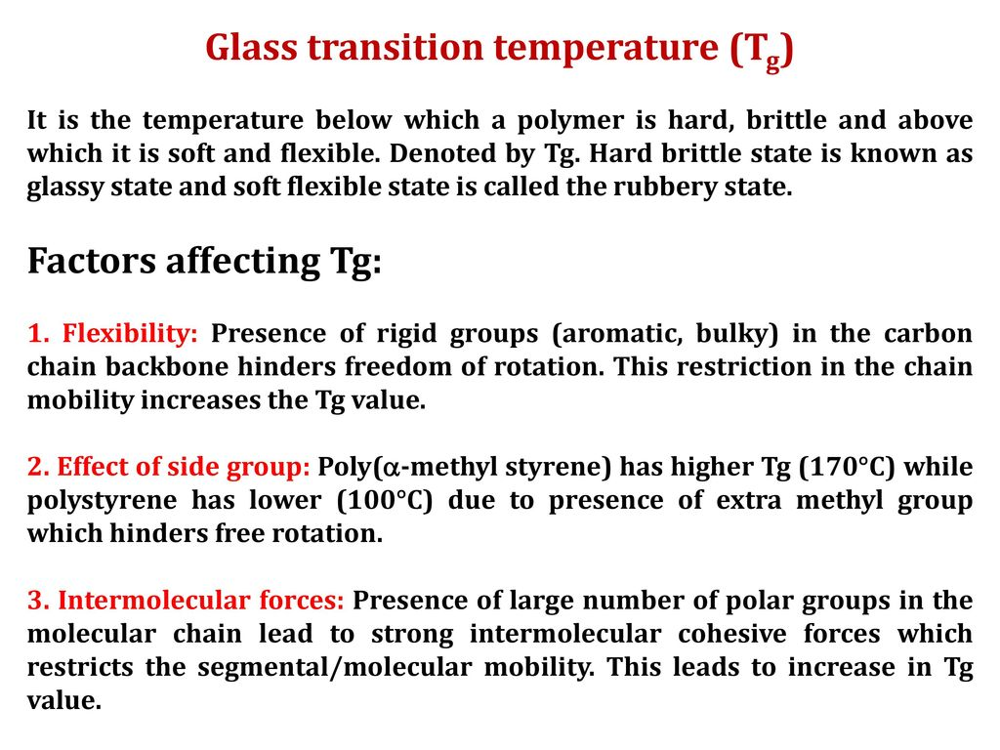 Glass transition temperature (Tg)
It is the temperature below which a polymer is hard, brittle and above
which it is soft and flexible. Denoted by Tg. Hard brittle state is known as
glassy state and soft flexible state is called the rubbery state.
Factors affecting Tg:
1. Flexibility: Presence of rigid groups (aromatic, bulky) in the carbon
chain backbone hinders freedom of rotation. This restriction in the chain
mobility increases the Tg value.
2. Effect of side group: Poly(α-methyl styrene) has higher Tg (170°C) while
polystyrene has lower (100°C) due to presence of extra methyl group
which hinders free rotation.
3. Intermolecular forces: Presence of large number of polar groups in the
molecular chain lead to strong intermolecular cohesive forces which
restricts the segmental/molecular mobility. This leads to increase in Tg
value.